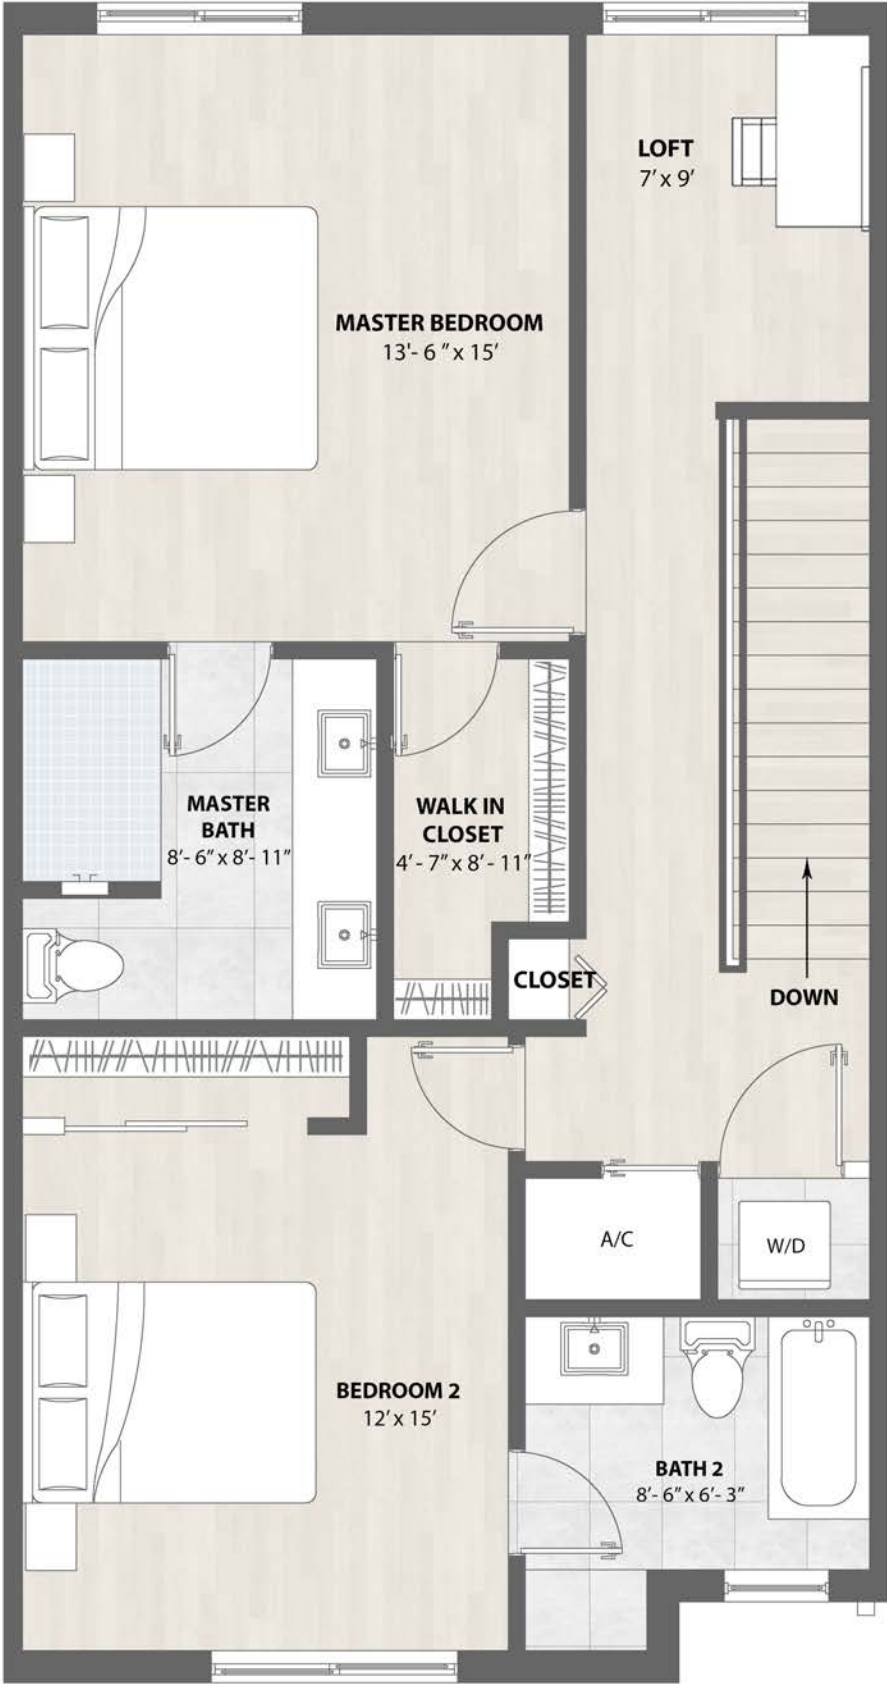 LOFT
7’ x 9’
MASTER BEDROOM
13'- 6 ” x 15’
MASTER
BATH
8’- 6” x 8’- 11”
WALK IN
CLOSET
4’ - 7” x 8’ - 11”
CLOSET
DOWN
A/C
W/D
BEDROOM 2
12’ x 15’
BATH 2
8’- 6” x 6’- 3”